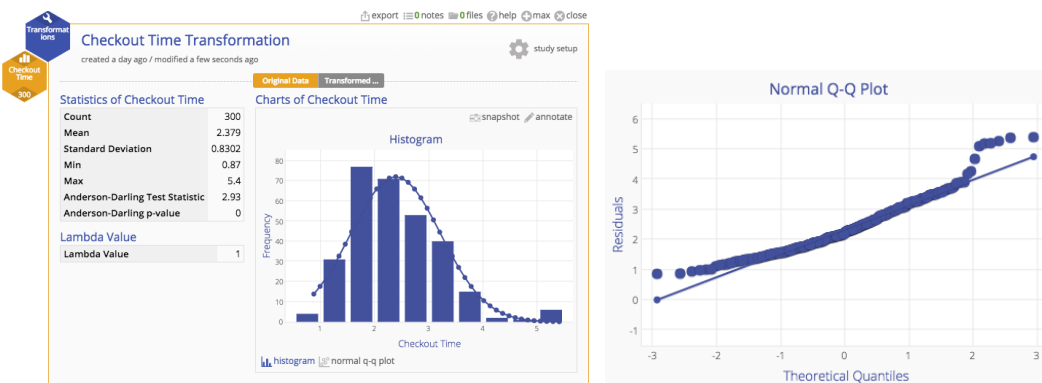 export 0 notes 0 files help max close
Transformat
ions
Checkout Time Transformation
created a day ago / modified a few seconds ago
study setup
Checkout
Time
300
Original Data Transformed ...
Statistics of Checkout Time
Count 300
Mean 2.379
Standard Deviation 0.8302
Min 0.87
Max 5.4
Anderson-Darling Test Statistic 2.93
Anderson-Darling p-value 0
Lambda Value
Lambda Value 1
Charts of Checkout Time
snapshot annotate
Histogram
Frequency
80
70
60
50
40
30
20
10
0
1 2 3 4 5
Checkout Time
histogram normal q-q plot
Normal Q-Q Plot
Residuals
6
5
4
3
2
1
0
-1
-3 -2 -1 0 1 2 3
Theoretical Quantiles